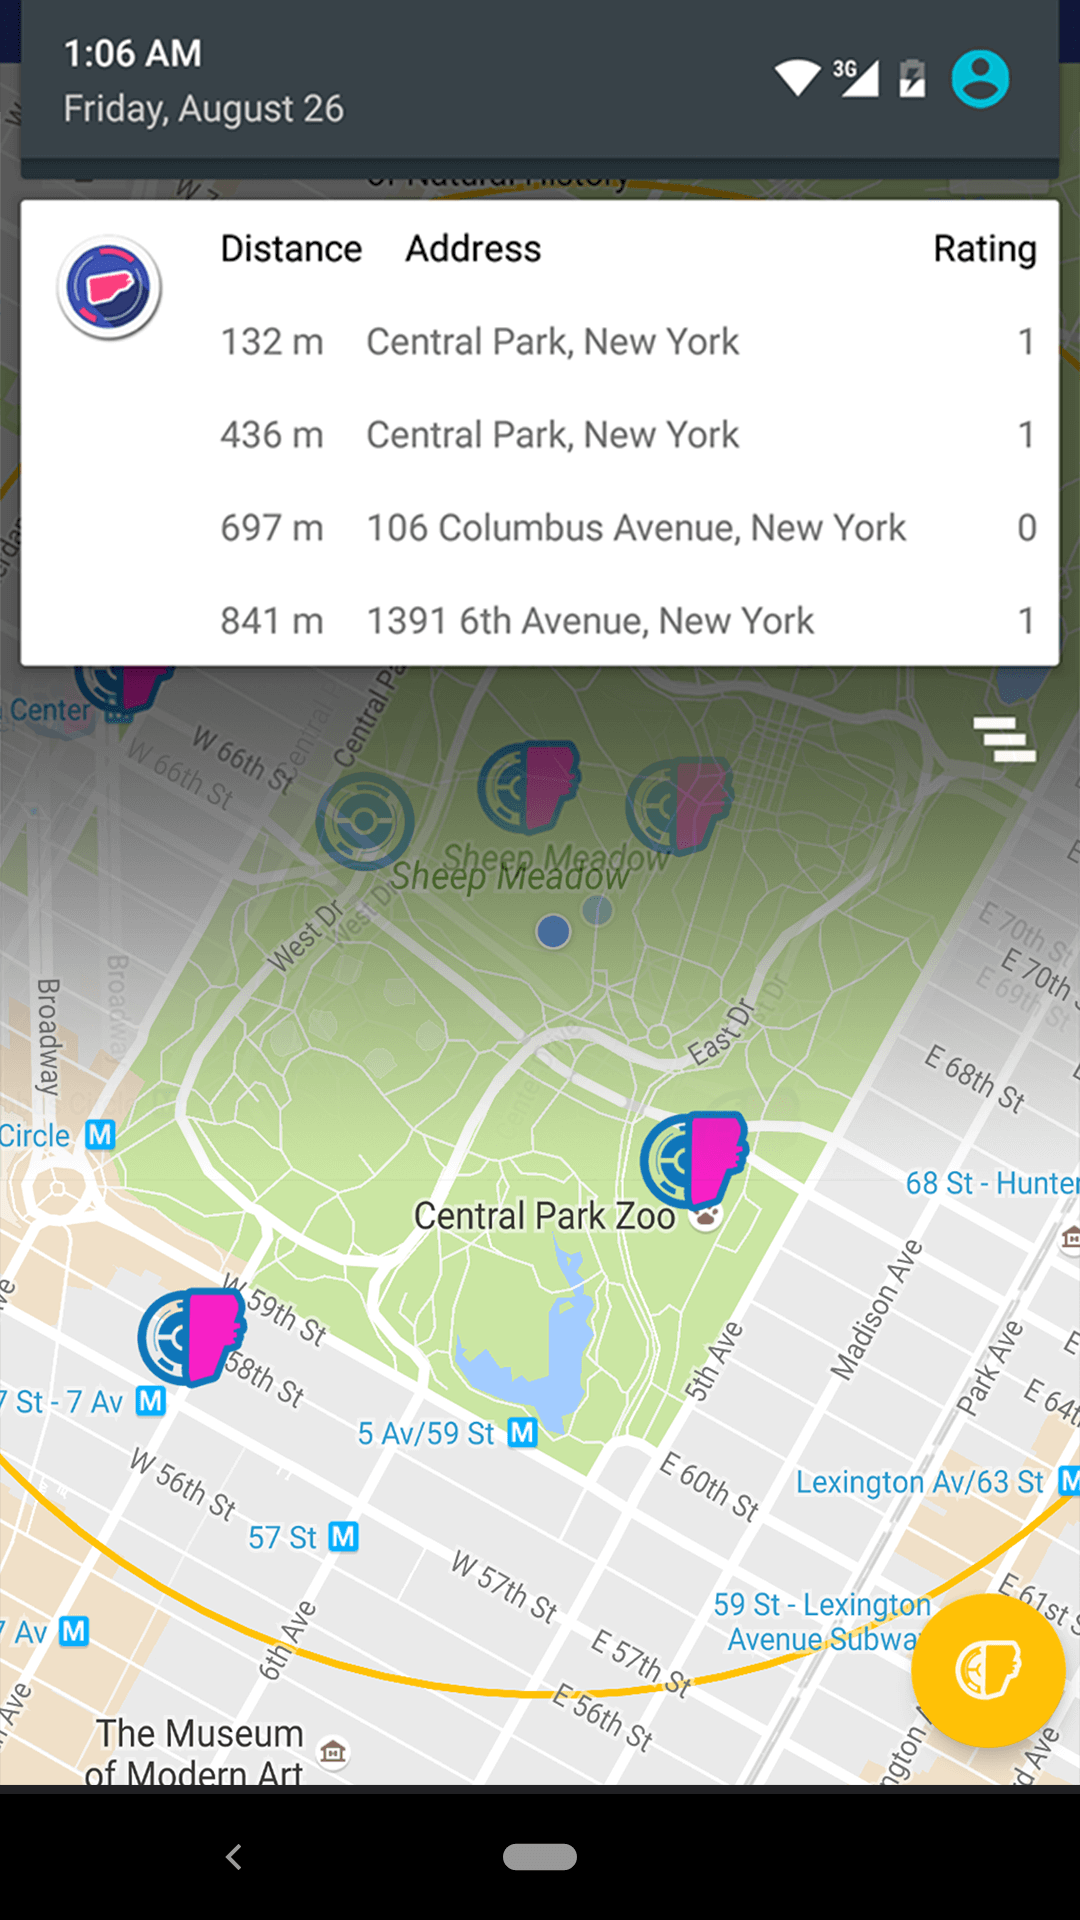 1:06 AM
3G
Friday, August 26
of Natural History
Distance Address Rating
132 m Central Park, New York 1
436 m Central Park, New York 1
697 m 106 Columbus Avenue, New York 0
841 m 1391 6th Avenue, New York 1
Center
W 66th St
W 66th St
Central
Sheep Meadow
Sheep Meadow
West Dr
West Dr
E 70th St
E 70th
E 69th St
Broadway
Broadway
East Dr
E 68th St
Circle M
68 St - Hunter
Central Park Zoo
W 59th St
58th St
Madison Ave
5th Ave
Park Ave
7 St - 7 Av M
5 Av/59 St M
E 64th
W 56th St
E 60th St
Lexington Av/63 St M
57 St M
W 57th St
E 61st S
59 St - Lexington
Avenue Subwa
Av M
6th Ave
E 57th St
E 56th St
The Museum
of Modern Art